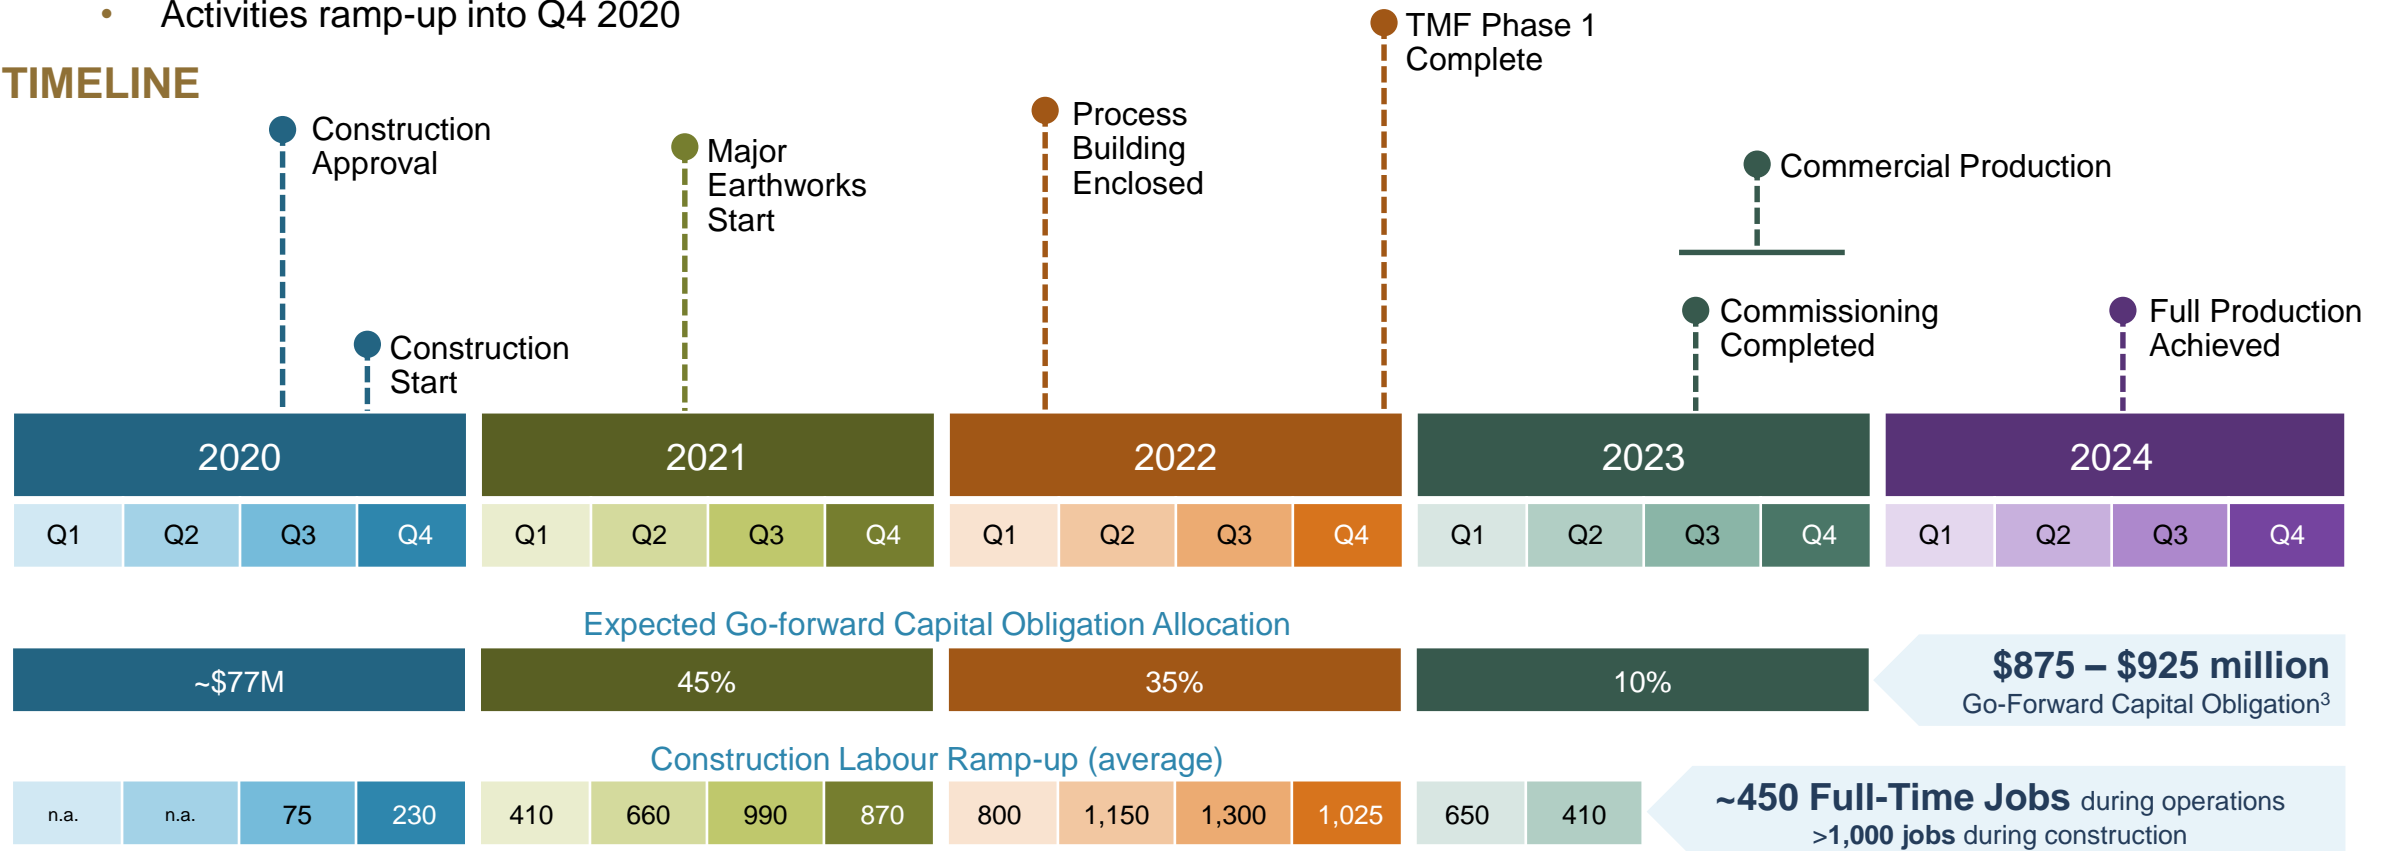 • Activities ramp-up into Q4 2020
TIMELINE
TMF Phase 1
Complete
Construction
Approval
Major
Earthworks
Start
Process
Building
Enclosed
Commercial Production
Construction
Start
Commissioning
Completed
Full Production
Achieved
2020 2021 2022 2023 2024
Q1 Q2 Q3 Q4 Q1 Q2 Q3 Q4 Q1 Q2 Q3 Q4 Q1 Q2 Q3 Q4 Q1 Q2 Q3 Q4
Expected Go-forward Capital Obligation Allocation
~$77M 45% 35% 10%
$875 – $925 million
Go-Forward Capital Obligation³
Construction Labour Ramp-up (average)
n.a. n.a. 75 230 410 660 990 870 800 1,150 1,300 1,025 650 410
~450 Full-Time Jobs during operations
>1,000 jobs during construction